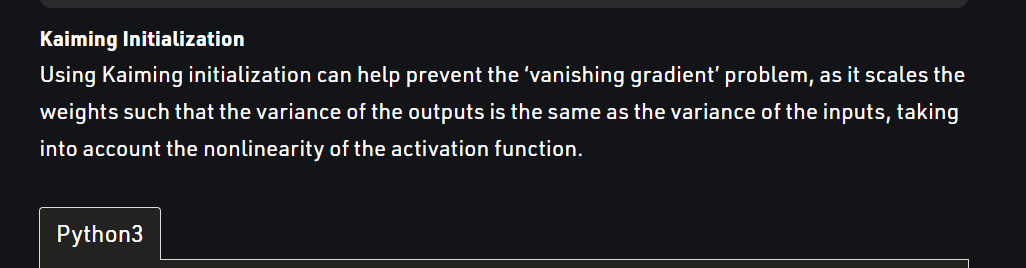 Kaiming Initialization
Using Kaiming initialization can help prevent the ‘vanishing gradient’ problem, as it scales the
weights such that the variance of the outputs is the same as the variance of the inputs, taking
into account the nonlinearity of the activation function.
Python3